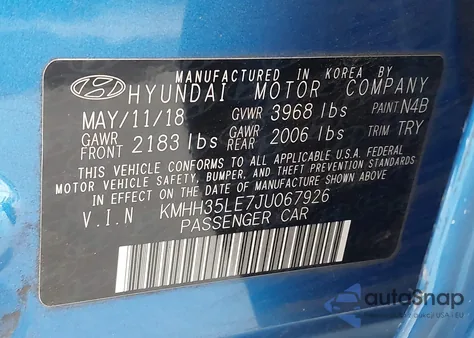 MANUFACTURED IN KOREA BY
HYUNDAI MOTOR COMPANY
MAY/11/18 GVWR 3968 lbs PAINT N4B
GAWR FRONT 2183 lbs GAWR REAR 2006 lbs TRIM TRY
THIS VEHICLE CONFORMS TO ALL APPLICABLE U.S.A. FEDERAL
MOTOR VEHICLE SAFETY, BUMPER, AND THEFT PREVENTION STANDARDS
IN EFFECT ON THE DATE OF MANUFACTURE SHOWN ABOVE.
V.I.N KMHH35LE7JU067926
PASSENGER CAR
autoSnap
USA i EU